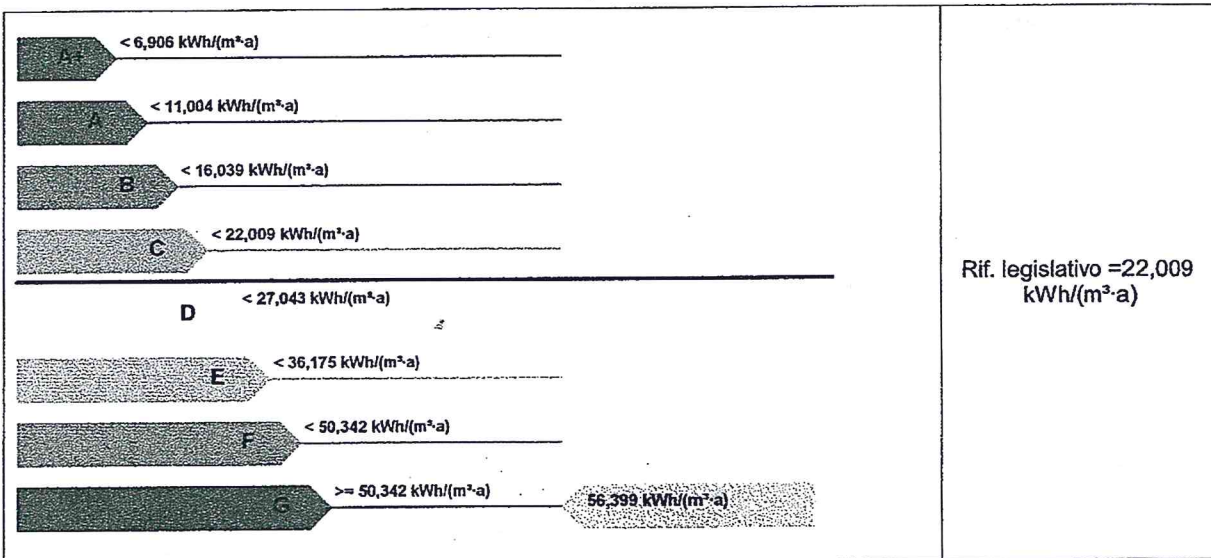 A+ < 6,906 kWh/(m³·a)
A < 11,004 kWh/(m³·a)
B < 16,039 kWh/(m³·a)
C < 22,009 kWh/(m³·a)
D < 27,043 kWh/(m³·a)
E < 36,175 kWh/(m³·a)
F < 50,342 kWh/(m³·a)
G >= 50,342 kWh/(m³·a) 56,399 kWh/(m³·a)
Rif. legislativo =22,009
kWh/(m³·a)